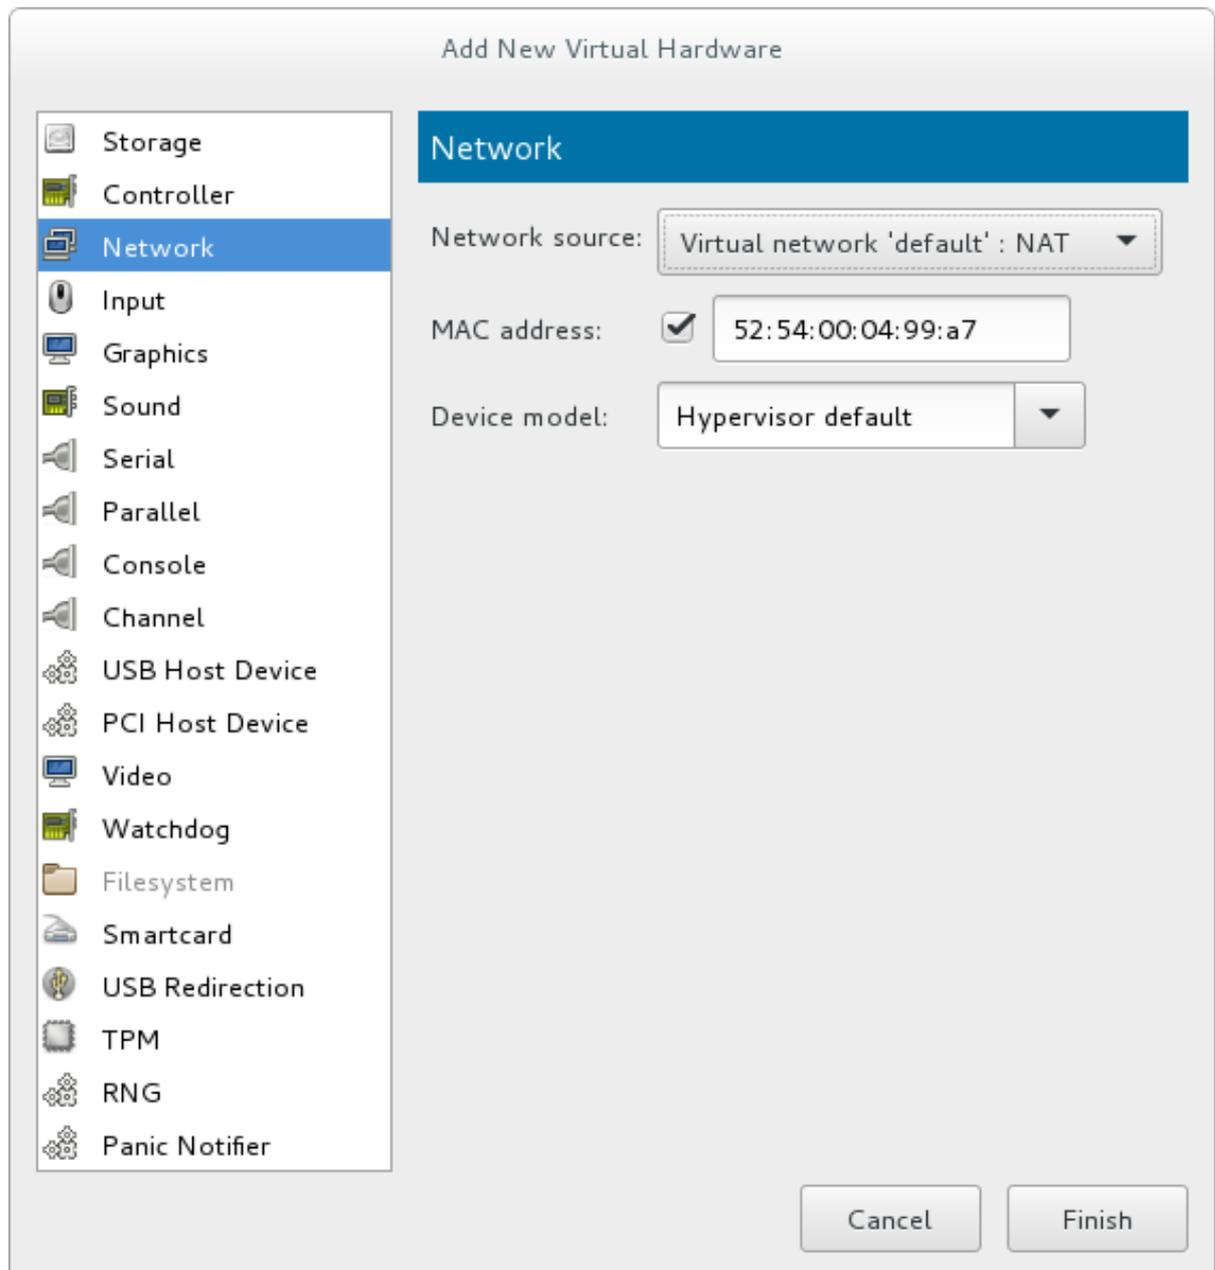 Add New Virtual Hardware
Storage
Controller
Network
Input
Graphics
Sound
Serial
Parallel
Console
Channel
USB Host Device
PCI Host Device
Video
Watchdog
Filesystem
Smartcard
USB Redirection
TPM
RNG
Panic Notifier
Network
Network source: Virtual network 'default' : NAT
MAC address: 52:54:00:04:99:a7
Device model: Hypervisor default
Cancel Finish